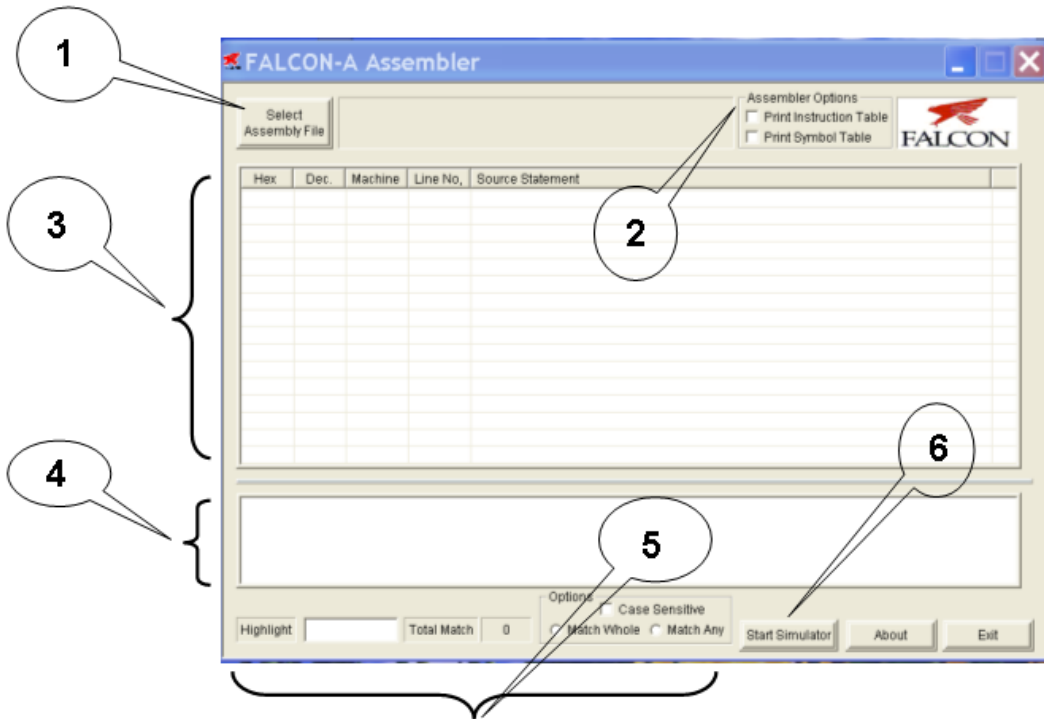 1
FALCON-A Assembler
Select
Assembly File
Assembler Options
Print Instruction Table
Print Symbol Table
FALCON
2
3
Hex Dec. Machine Line No, Source Statement
4
5
6
Options
Case Sensitive
Highlight Total Match 0 Match Whole Match Any Start Simulator About Exit